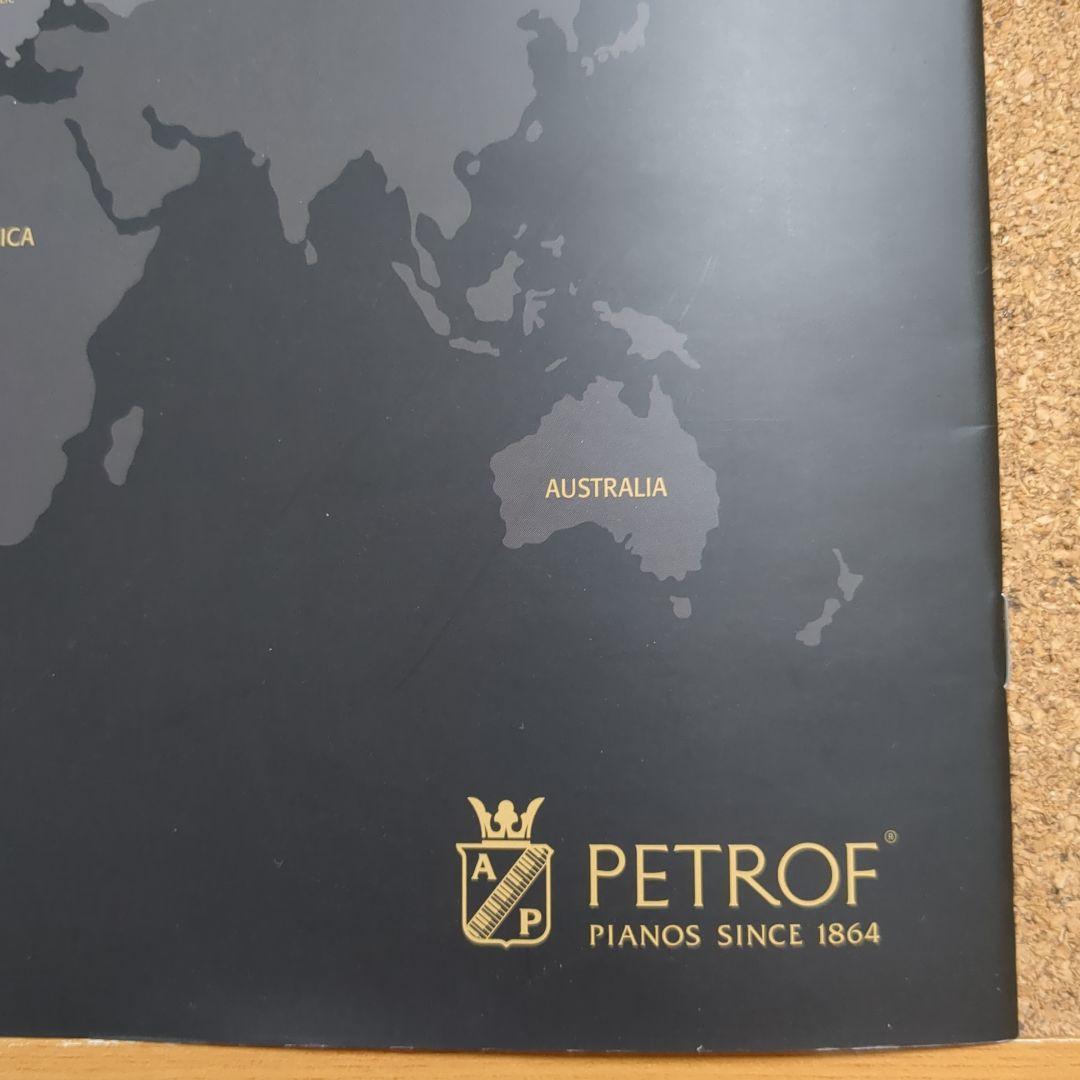 ICA
AUSTRALIA
A
P
PETROF®
PIANOS SINCE 1864